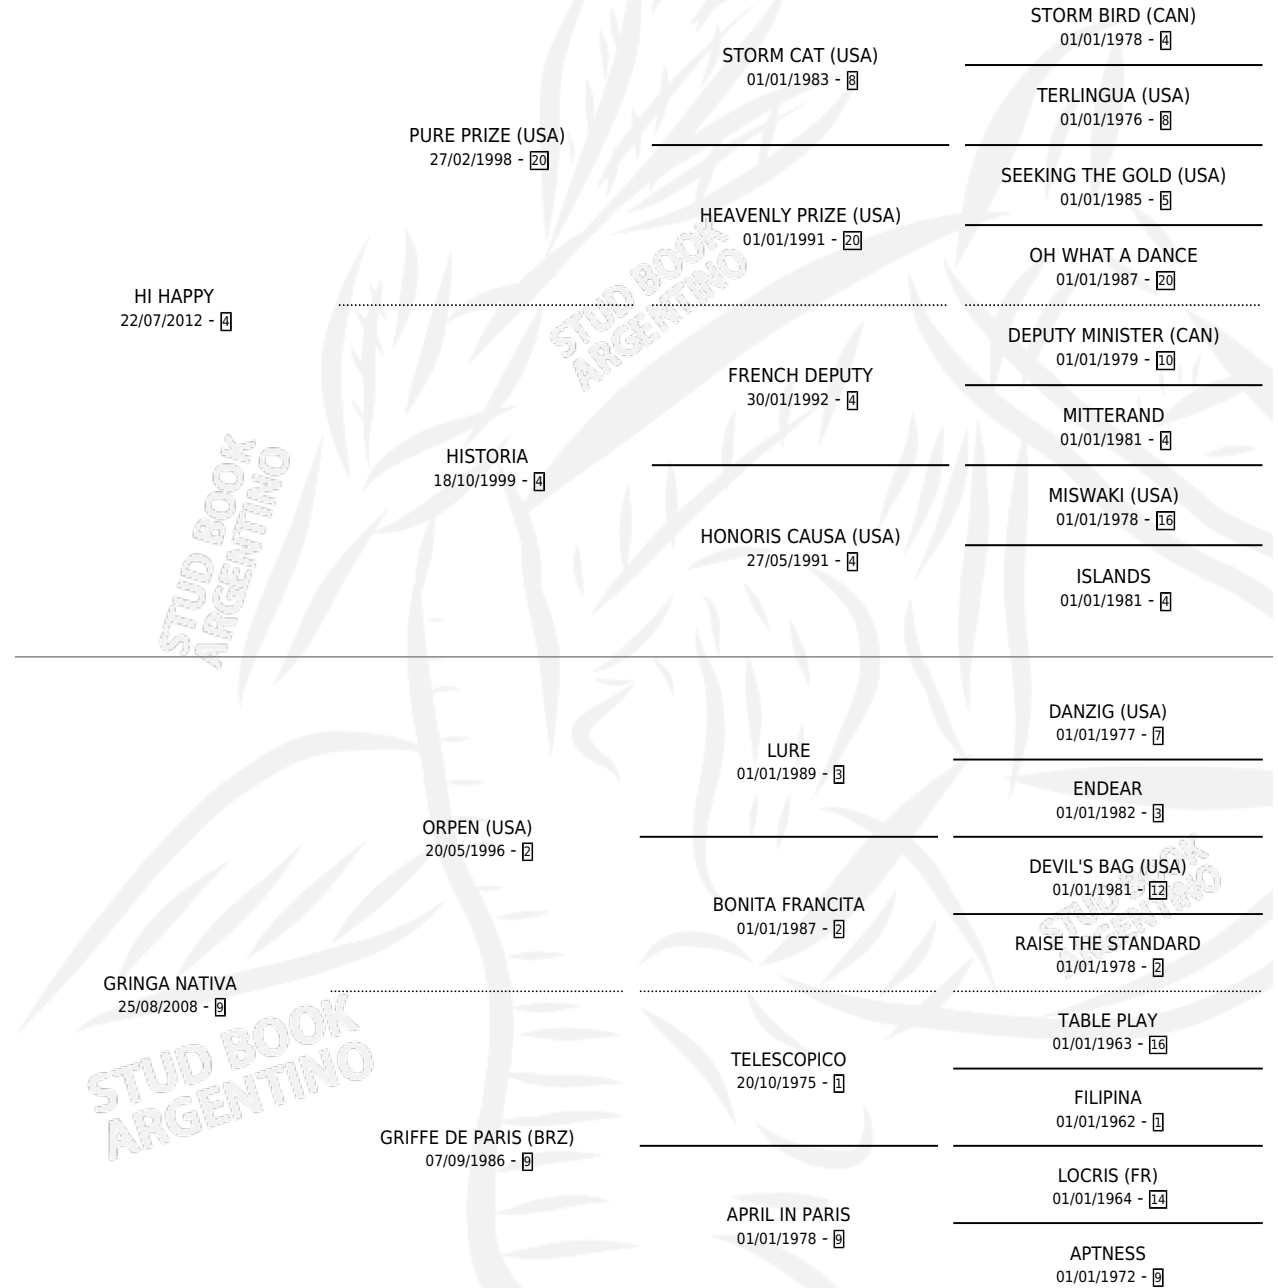 STORM BIRD (CAN)
01/01/1978 - 4
STORM CAT (USA)
01/01/1983 - 8
TERLINGUA (USA)
01/01/1976 - 8
PURE PRIZE (USA)
27/02/1998 - 20
SEEKING THE GOLD (USA)
01/01/1985 - 5
HEAVENLY PRIZE (USA)
01/01/1991 - 20
OH WHAT A DANCE
01/01/1987 - 20
HI HAPPY
22/07/2012 - 4
DEPUTY MINISTER (CAN)
01/01/1979 - 10
FRENCH DEPUTY
30/01/1992 - 4
MITTERAND
01/01/1981 - 4
HISTORIA
18/10/1999 - 4
MISWAKI (USA)
01/01/1978 - 16
HONORIS CAUSA (USA)
27/05/1991 - 4
ISLANDS
01/01/1981 - 4
STUD BOOK
ARGENTINO
STUD BOOK
ARGENTINO
DANZIG (USA)
01/01/1977 - 7
LURE
01/01/1989 - 3
ENDEAR
01/01/1982 - 3
ORPEN (USA)
20/05/1996 - 2
DEVIL'S BAG (USA)
01/01/1981 - 12
BONITA FRANCITA
01/01/1987 - 2
RAISE THE STANDARD
01/01/1978 - 2
GRINGA NATIVA
25/08/2008 - 9
TABLE PLAY
01/01/1963 - 16
TELESCOPICO
20/10/1975 - 1
FILIPINA
01/01/1962 - 1
GRIFFE DE PARIS (BRZ)
07/09/1986 - 9
LOCRIS (FR)
01/01/1964 - 14
APRIL IN PARIS
01/01/1978 - 9
APTNESS
01/01/1972 - 9
STUD BOOK
ARGENTINO
STUD BOOK
ARGENTINO